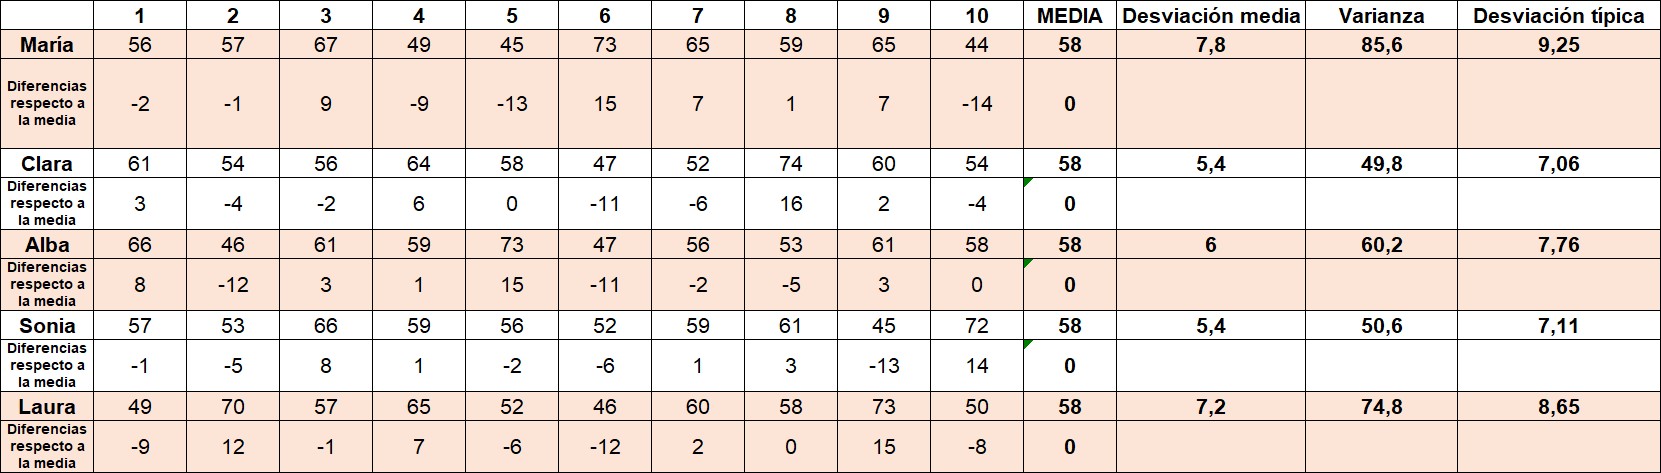 1 2 3 4 5 6 7 8 9 10 MEDIA Desviación media Varianza Desviación típica
María 56 57 67 49 45 73 65 59 65 44 58 7,8 85,6 9,25
Diferencias
respecto a
la media
-2 -1 9 -9 -13 15 7 1 7 -14 0
Clara 61 54 56 64 58 47 52 74 60 54 58 5,4 49,8 7,06
Diferencias
respecto a
la media
3 -4 -2 6 0 -11 -6 16 2 -4 0
Alba 66 46 61 59 73 47 56 53 61 58 58 6 60,2 7,76
Diferencias
respecto a
la media
8 -12 3 1 15 -11 -2 -5 3 0 0
Sonia 57 53 66 59 56 52 59 61 45 72 58 5,4 50,6 7,11
Diferencias
respecto a
la media
-1 -5 8 1 -2 -6 1 3 -13 14 0
Laura 49 70 57 65 52 46 60 58 73 50 58 7,2 74,8 8,65
Diferencias
respecto a
la media
-9 12 -1 7 -6 -12 2 0 15 -8 0